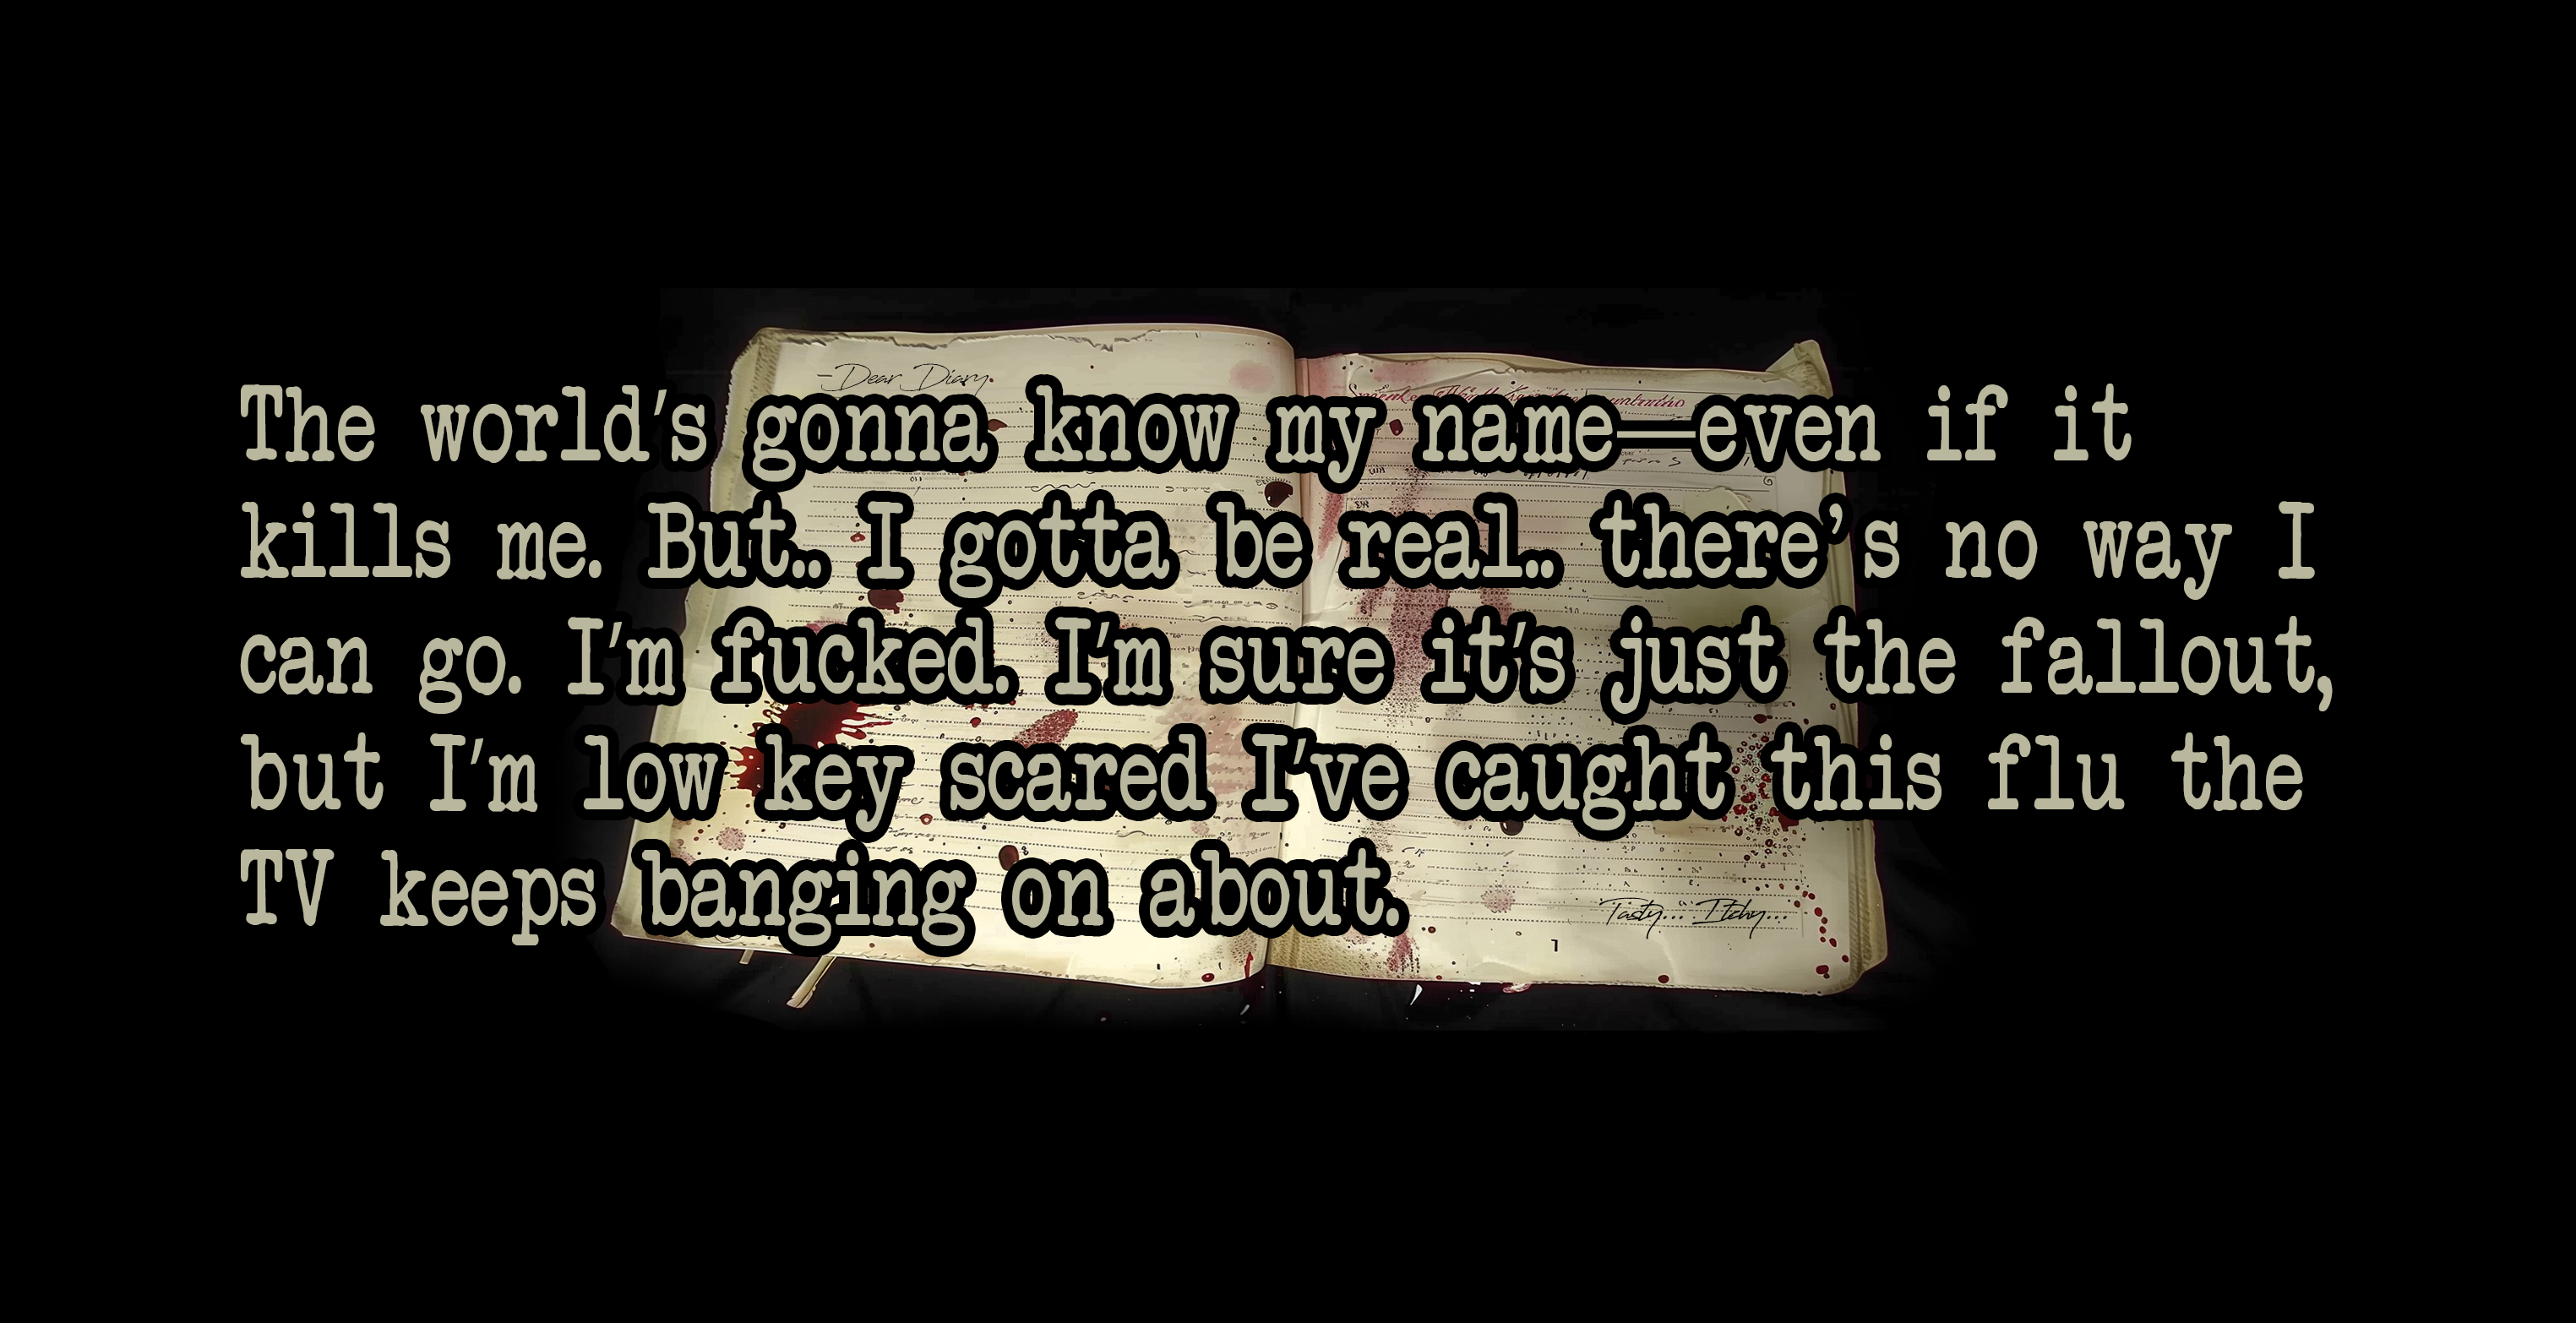 -Dear Diary.
The world's gonna know my name—even if it
kills me. But.. I gotta be real.. there's no way I
can go. I'm fucked. I'm sure it's just the fallout,
but I'm low key scared I've caught this flu the
TV keeps banging on about.
Tasty... Itchy...